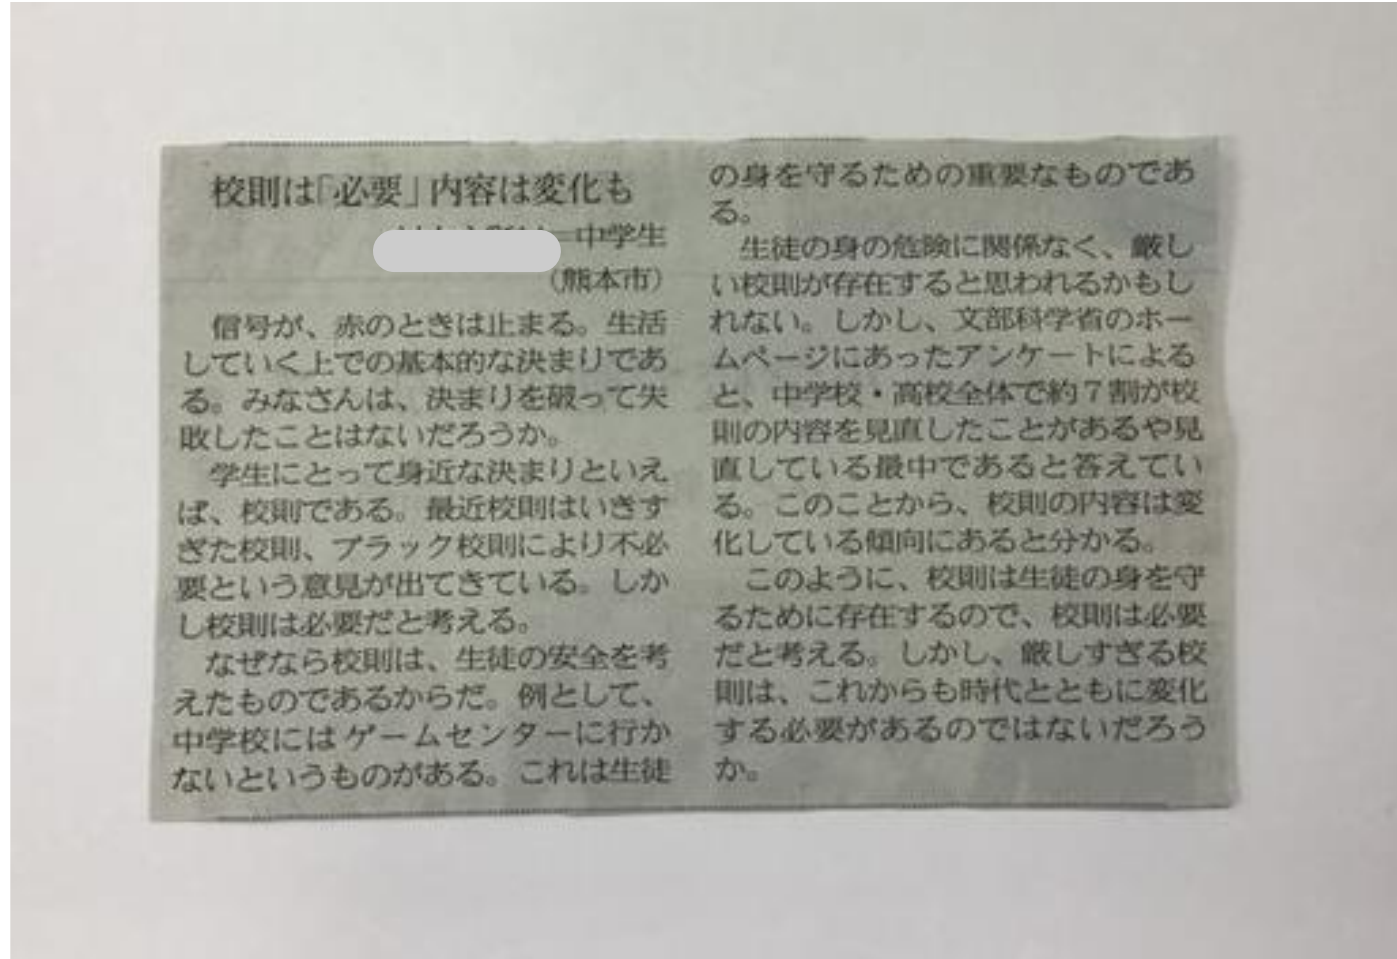 校則は「必要」内容は変化も
中学生
（熊本市）
信号が、赤のときは止まる。生活
していく上での基本的な決まりであ
る。みなさんは、決まりを破って失
敗したことはないだろうか。
学生にとって身近な決まりといえ
ば、校則である。最近校則はいきす
ぎた校則、ブラック校則により不必
要という意見が出てきている。しか
し校則は必要だと考える。
なぜなら校則は、生徒の安全を考
えたものであるからだ。例として、
中学校にはゲームセンターに行か
ないというものがある。これは生徒
の身を守るための重要なものであ
る。
生徒の身の危険に関係なく、厳し
い校則が存在すると思われるかもし
れない。しかし、文部科学省のホー
ムページにあったアンケートによる
と、中学校・高校全体で約７割が校
則の内容を見直したことがあるや見
直している最中であると答えてい
る。このことから、校則の内容は変
化している傾向にあると分かる。
このように、校則は生徒の身を守
るために存在するので、校則は必要
だと考える。しかし、厳しすぎる校
則は、これからも時代とともに変化
する必要があるのではないだろう
か。